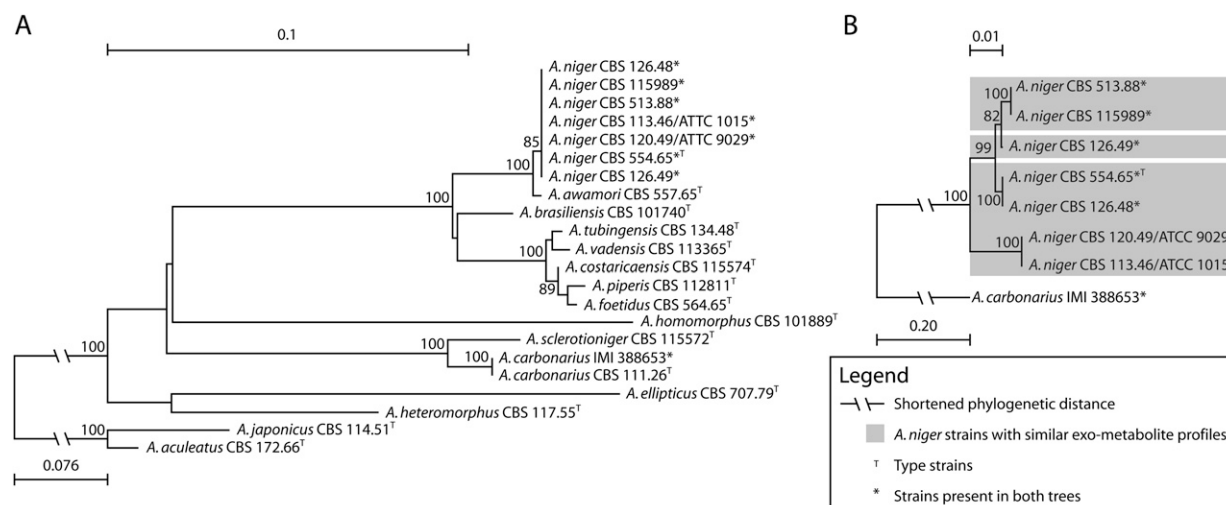 A
0.1
A. niger CBS 126.48*
A. niger CBS 115989*
A. niger CBS 513.88*
A. niger CBS 113.46/ATTC 1015*
A. niger CBS 120.49/ATTC 9029*
85
A. niger CBS 554.65*T
100
A. niger CBS 126.49*
A. awamori CBS 557.65T
100
A. brasiliensis CBS 101740T
A. tubingensis CBS 134.48T
100
A. vadensis CBS 113365T
A. costaricaensis CBS 115574T
89
A. piperis CBS 112811T
A. foetidus CBS 564.65T
A. homomorphus CBS 101889T
100
A. sclerotioniger CBS 115572T
100
100
A. carbonarius IMI 388653*
A. carbonarius CBS 111.26T
A. ellipticus CBS 707.79T
A. heteromorphus CBS 117.55T
100
A. japonicus CBS 114.51T
A. aculeatus CBS 172.66T
0.076
B
0.01
100
A. niger CBS 513.88*
82
A. niger CBS 115989*
99
A. niger CBS 126.49*
A. niger CBS 554.65*T
100
100
A. niger CBS 126.48*
100
A. niger CBS 120.49/ATCC 9029
A. niger CBS 113.46/ATCC 1015
A. carbonarius IMI 388653*
0.20
Legend
Shortened phylogenetic distance
A. niger strains with similar exo-metabolite profiles
T Type strains
* Strains present in both trees